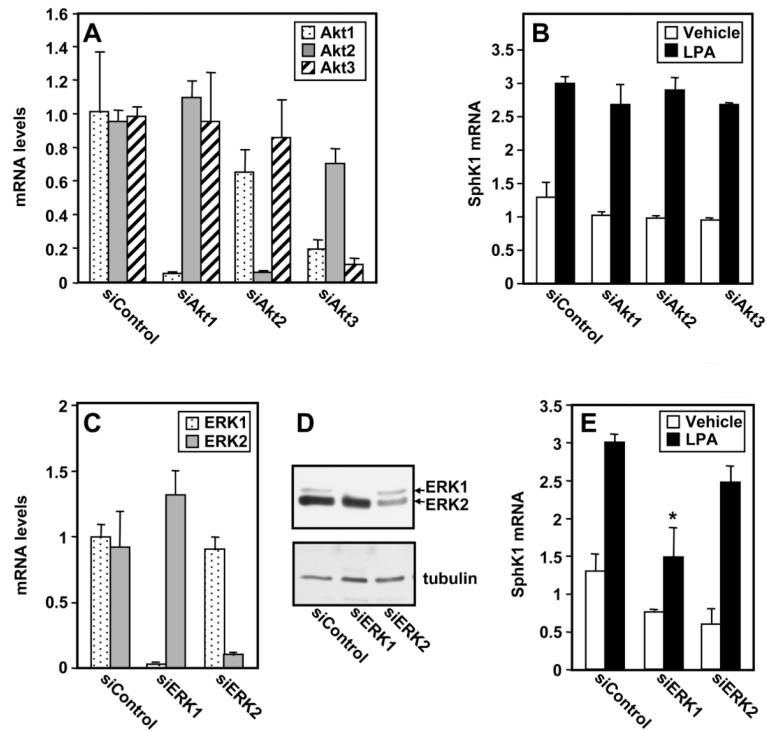 A
Akt1
Akt2
Akt3
mRNA levels
1.6
1.4
1.2
1.0
0.8
0.6
0.4
0.2
0
siControl
siAkt1
siAkt2
siAkt3
B
Vehicle
LPA
SphK1 mRNA
3.5
3
2.5
2
1.5
1
0.5
0
siControl
siAkt1
siAkt2
siAkt3
C
ERK1
ERK2
mRNA levels
2
1.5
1
0.5
0
siControl
siERK1
siERK2
D
ERK1
ERK2
tubulin
siControl
siERK1
siERK2
E
Vehicle
LPA
SphK1 mRNA
3.5
3
2.5
2
1.5
1
0.5
0
*
siControl
siERK1
siERK2